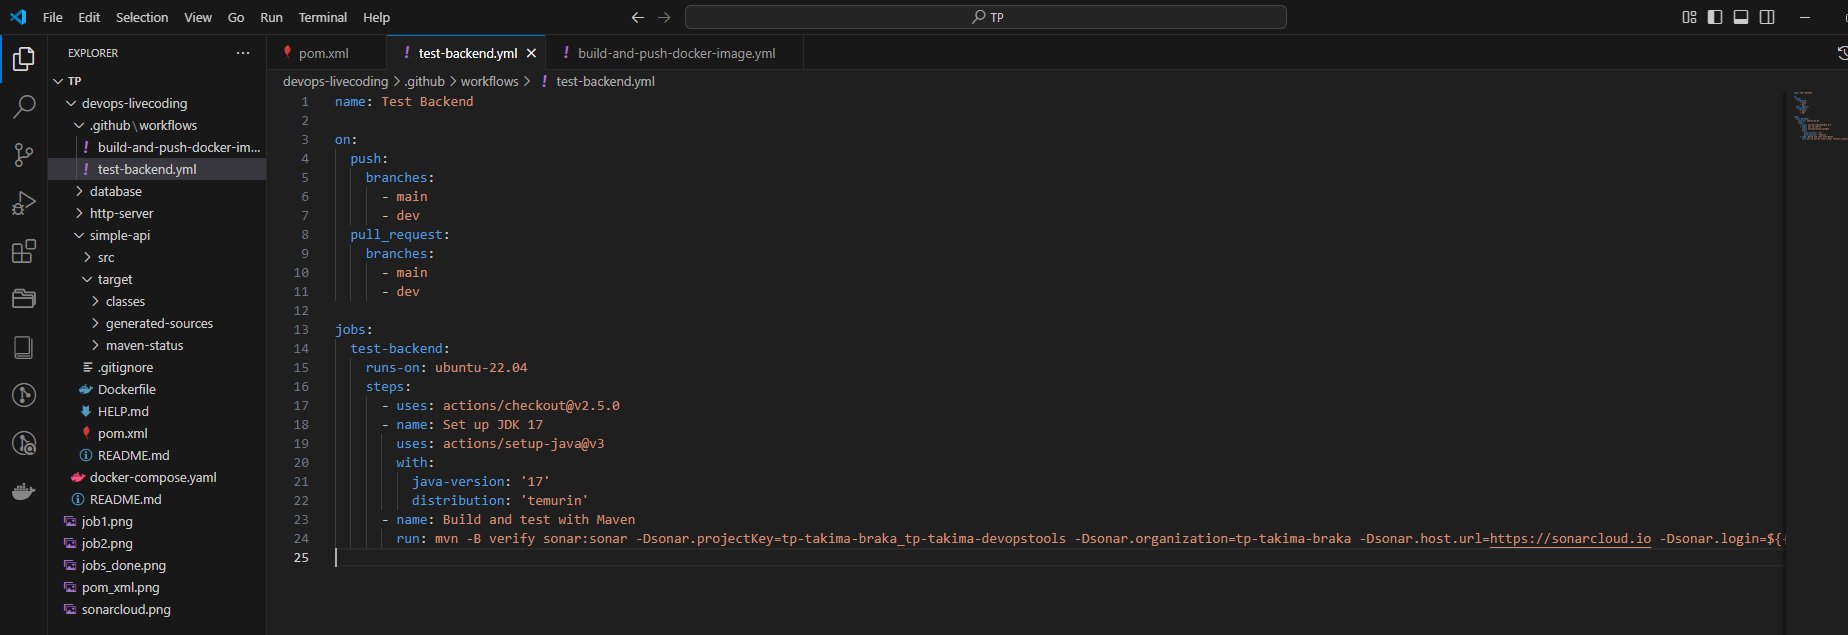 File Edit Selection View Go Run Terminal Help
TP
EXPLORER
TP
devops-livecoding
.github\workflows
build-and-push-docker-im...
test-backend.yml
database
http-server
simple-api
src
target
classes
generated-sources
maven-status
.gitignore
Dockerfile
HELP.md
pom.xml
README.md
docker-compose.yaml
README.md
job1.png
job2.png
jobs_done.png
pom_xml.png
sonarcloud.png
pom.xml
test-backend.yml
build-and-push-docker-image.yml
devops-livecoding > .github > workflows > ! test-backend.yml
1 name: Test Backend
2
3 on:
4 push:
5 branches:
6 - main
7 - dev
8 pull_request:
9 branches:
10 - main
11 - dev
12
13 jobs:
14 test-backend:
15 runs-on: ubuntu-22.04
16 steps:
17 - uses: actions/checkout@v2.5.0
18 - name: Set up JDK 17
19 uses: actions/setup-java@v3
20 with:
21 java-version: '17'
22 distribution: 'temurin'
23 - name: Build and test with Maven
24 run: mvn -B verify sonar:sonar -Dsonar.projectKey=tp-takima-braka_tp-takima-devopstools -Dsonar.organization=tp-takima-braka -Dsonar.host.url=https://sonarcloud.io -Dsonar.login=${{
25